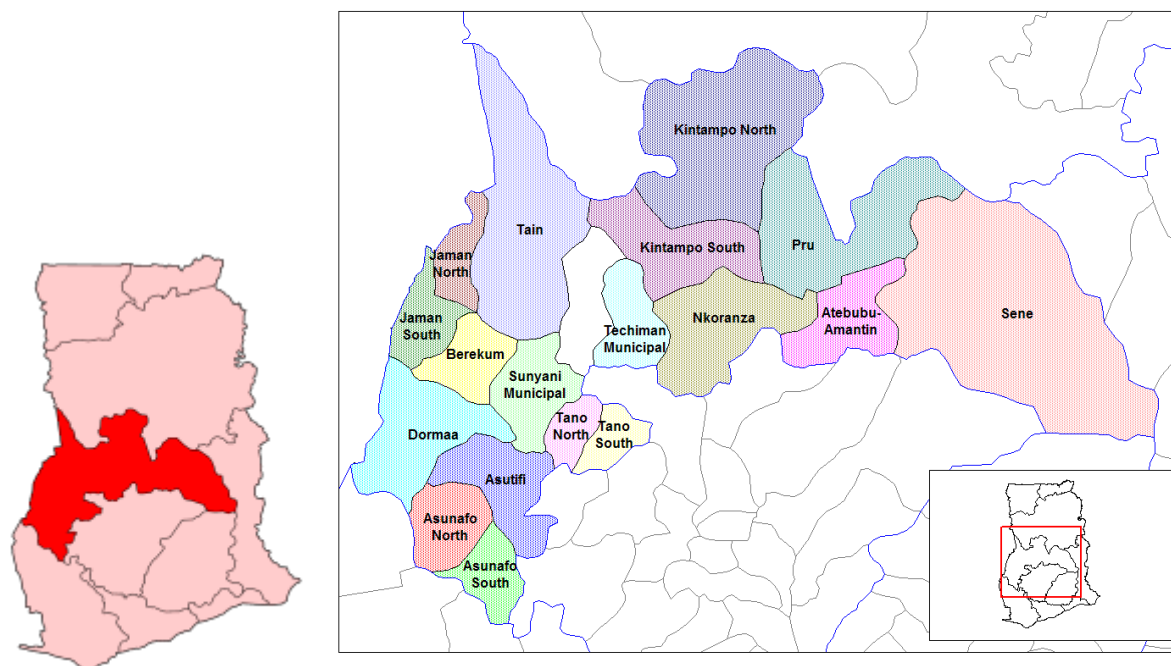 Kintampo North
Tain
Jaman
North
Kintampo South
Pru
Jaman
South
Techiman
Municipal
Nkoranza
Atebubu-
Amantin
Sene
Berekum
Sunyani
Municipal
Dormaa
Tano
North
Tano
South
Asutifi
Asunafo
North
Asunafo
South